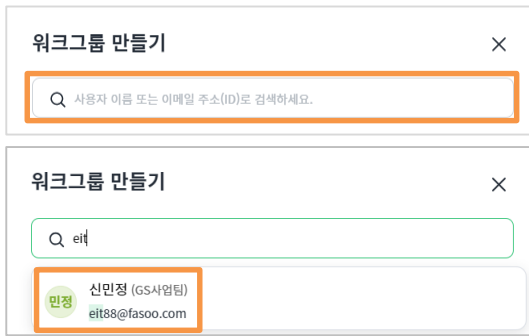 워크그룹 만들기
사용자 이름 또는 이메일 주소(ID)로 검색하세요.
워크그룹 만들기
eit
민정
신민정 (GS사업팀)
eit88@fasoo.com